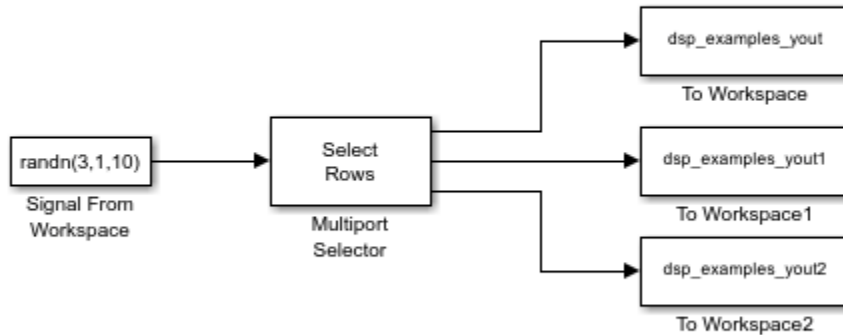 dsp_examples_yout
To Workspace
randn(3,1,10)
Signal From
Workspace
Select
Rows
Multiport
Selector
dsp_examples_yout1
To Workspace1
dsp_examples_yout2
To Workspace2